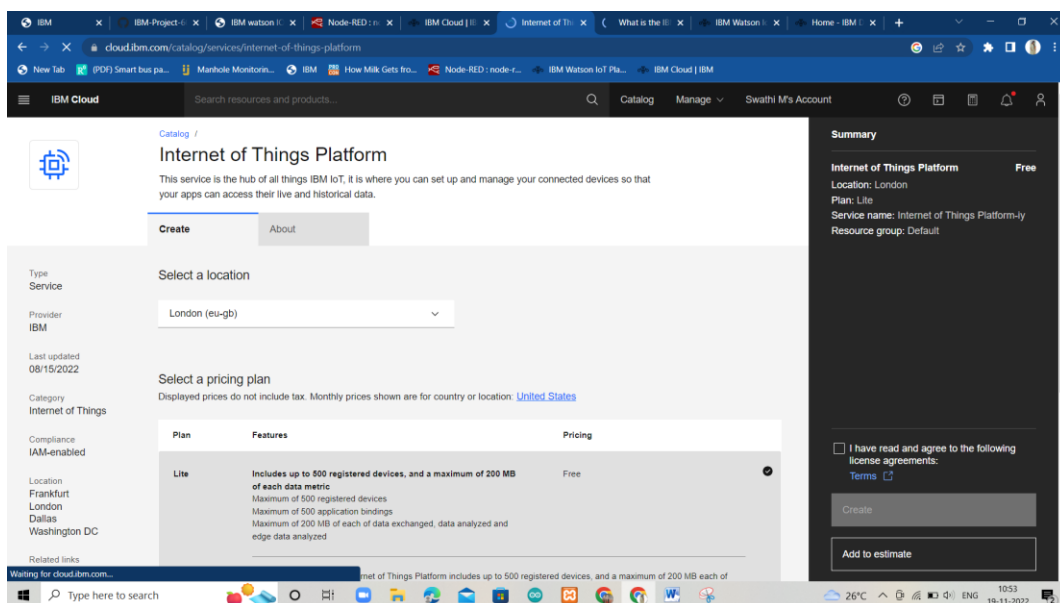 IBM
IBM-Project-6
IBM watson IC
Node-RED : n
IBM Cloud | II
Internet of Thi
What is the IB
IBM Watson I
Home - IBM D
cloud.ibm.com/catalog/services/internet-of-things-platform
New Tab
(PDF) Smart bus pa...
Manhole Monitorin...
IBM
How Milk Gets fro...
Node-RED : node-r...
IBM Watson IoT Pla...
IBM Cloud | IBM
IBM Cloud
Search resources and products...
Catalog
Manage
Swathi M's Account
Catalog /
Internet of Things Platform
This service is the hub of all things IBM IoT, it is where you can set up and manage your connected devices so that
your apps can access their live and historical data.
Create
About
Type
Service
Provider
IBM
Last updated
08/15/2022
Category
Internet of Things
Compliance
IAM-enabled
Location
Frankfurt
London
Dallas
Washington DC
Related links
Select a location
London (eu-gb)
Select a pricing plan
Displayed prices do not include tax. Monthly prices shown are for country or location: United States
Plan
Features
Pricing
Lite
Includes up to 500 registered devices, and a maximum of 200 MB
of each data metric
Maximum of 500 registered devices
Maximum of 500 application bindings
Maximum of 200 MB of each of data exchanged, data analyzed and
edge data analyzed
Free
rnet of Things Platform includes up to 500 registered devices, and a maximum of 200 MB each of
Summary
Internet of Things Platform
Free
Location: London
Plan: Lite
Service name: Internet of Things Platform-iy
Resource group: Default
I have read and agree to the following
license agreements:
Terms
Create
Add to estimate
Waiting for cloud.ibm.com...
Type here to search
26°C
ENG
10:53
19-11-2022